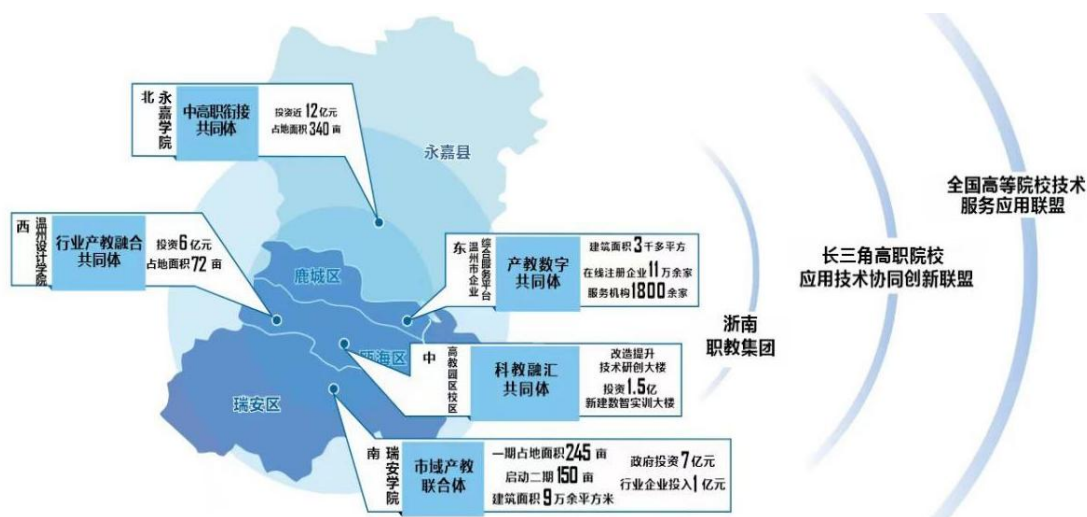 北
永嘉学院
中高职衔接
共同体
投资近12亿元
占地面积340亩
永嘉县
西
温州设计学院
行业产教融合
共同体
投资6亿元
占地面积72亩
鹿城区
东
温州市企业
综合服务平台
产教数字
共同体
建筑面积3千多平方
在线注册企业11万余家
服务机构1800余家
瓯海区
中
高教园区校区
科教融汇
共同体
改造提升
技术研创大楼
投资1.5亿
新建数智实训大楼
瑞安区
南
瑞安学院
市域产教
联合体
一期占地面积245亩
启动二期150亩
建筑面积9万余平方米
政府投资7亿元
行业企业投入1亿元
浙南
职教集团
长三角高职院校
应用技术协同创新联盟
全国高等院校技术
服务应用联盟